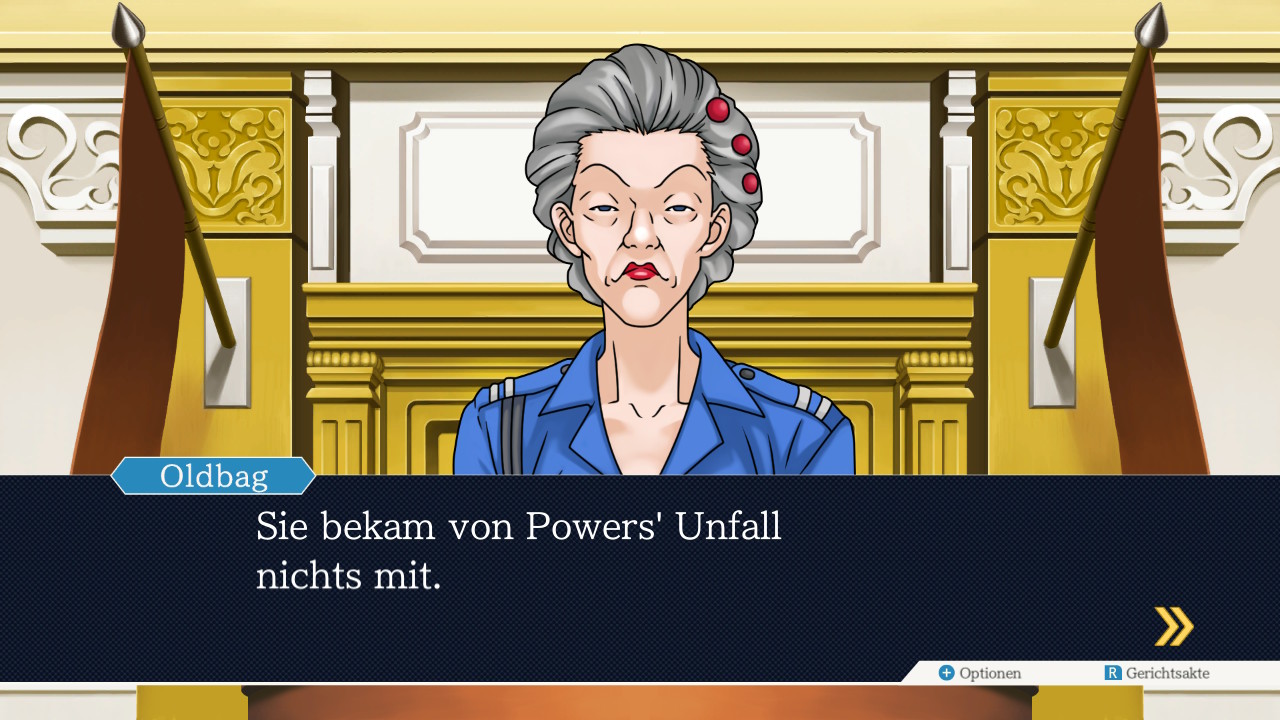 Oldbag
Sie bekam von Powers' Unfall
nichts mit.
+ Optionen
R Gerichtsakte